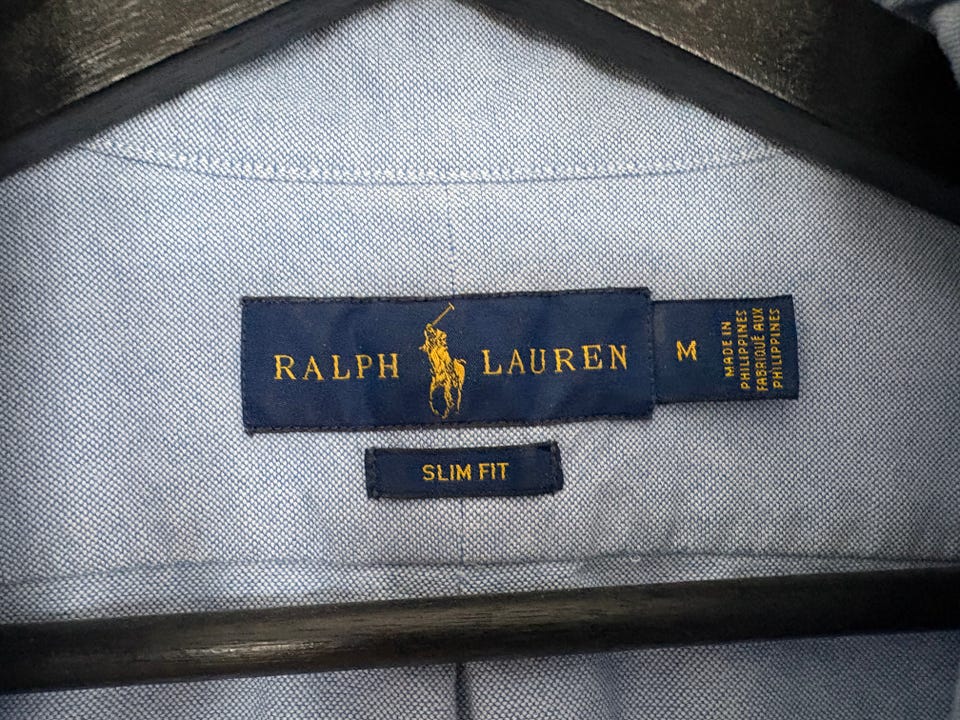 RALPH LAUREN
M
MADE IN
PHILIPPINES
FABRIQUÉ AUX
PHILIPPINES
SLIM FIT